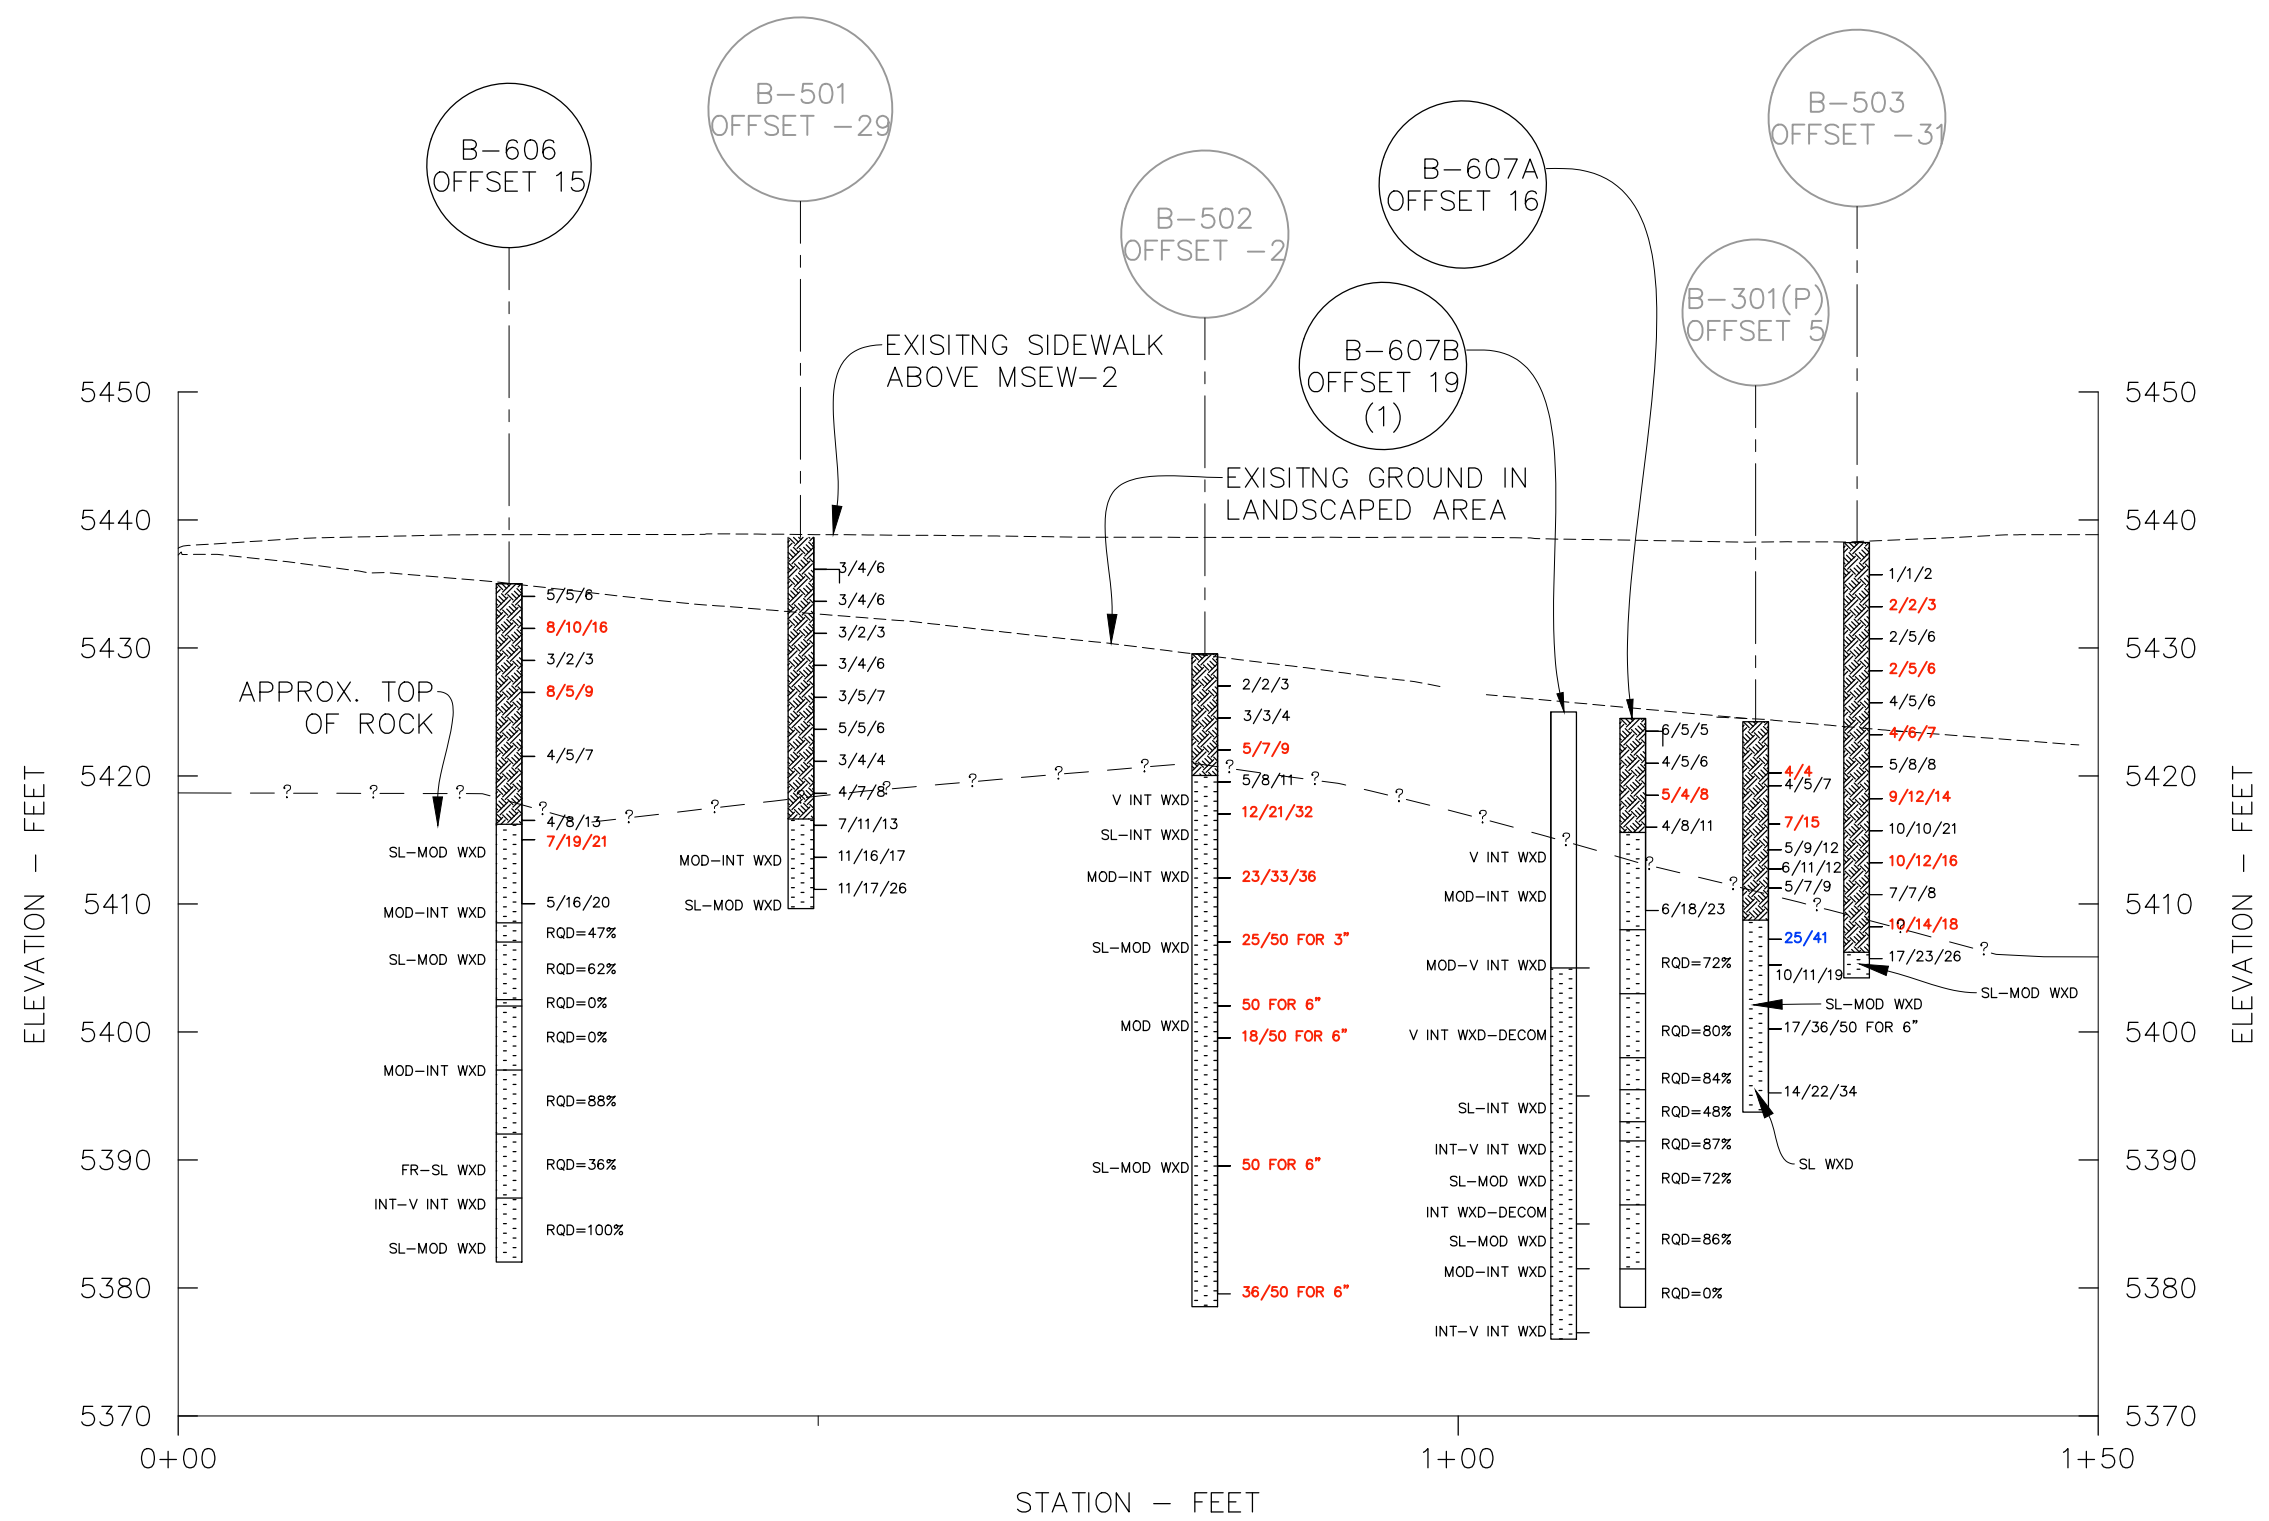 B-606
OFFSET 15
B-501
OFFSET -29
B-502
OFFSET -2
B-607A
OFFSET 16
B-607B
OFFSET 19
(1)
B-301(P)
OFFSET 5
B-503
OFFSET -31
EXISITNG SIDEWALK
ABOVE MSEW-2
EXISITNG GROUND IN
LANDSCAPED AREA
APPROX. TOP
OF ROCK
ELEVATION - FEET
5450
5440
5430
5420
5410
5400
5390
5380
5370
5/5/6
8/10/16
3/2/3
8/5/9
4/5/7
4/8/13
7/19/21
5/16/20
RQD=47%
RQD=62%
RQD=0%
RQD=0%
RQD=88%
RQD=36%
RQD=100%
SL-MOD WXD
MOD-INT WXD
SL-MOD WXD
MOD-INT WXD
FR-SL WXD
INT-V INT WXD
SL-MOD WXD
3/4/6
3/4/6
3/2/3
3/4/6
3/5/7
5/5/6
3/4/4
4/7/8
7/11/13
11/16/17
11/17/26
MOD-INT WXD
SL-MOD WXD
2/2/3
3/3/4
5/7/9
5/8/11
12/21/32
23/33/36
25/50 FOR 3"
50 FOR 6"
18/50 FOR 6"
50 FOR 6"
36/50 FOR 6"
V INT WXD
SL-INT WXD
MOD-INT WXD
SL-MOD WXD
MOD WXD
SL-MOD WXD
V INT WXD
MOD-INT WXD
MOD-V INT WXD
V INT WXD-DECOM
SL-INT WXD
INT-V INT WXD
SL-MOD WXD
INT WXD-DECOM
SL-MOD WXD
MOD-INT WXD
INT-V INT WXD
6/5/5
4/5/6
5/4/8
4/8/11
6/18/23
RQD=72%
RQD=80%
RQD=84%
RQD=48%
RQD=87%
RQD=72%
RQD=86%
RQD=0%
4/4
4/5/7
7/15
5/9/12
6/11/12
5/7/9
25/41
10/11/19
SL-MOD WXD
17/36/50 FOR 6"
14/22/34
SL WXD
1/1/2
2/2/3
2/5/6
2/5/6
4/5/6
4/6/7
5/8/8
9/12/14
10/10/21
10/12/16
7/7/8
10/14/18
17/23/26
SL-MOD WXD
? ? ? ? ? ? ? ? ? ? ? ? ? ? ? ? ? ? ? ?
5450
5440
5430
5420
5410
5400
5390
5380
5370
ELEVATION - FEET
0+00
1+00
1+50
STATION - FEET